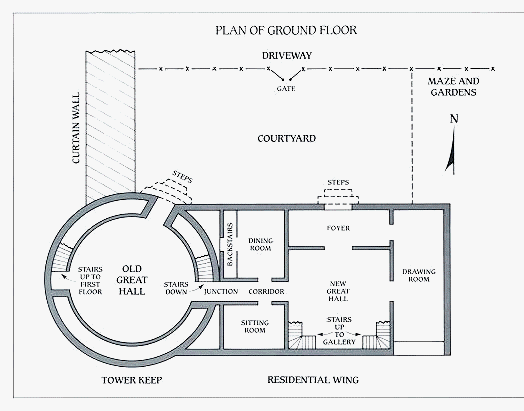 PLAN OF GROUND FLOOR
DRIVEWAY
GATE
MAZE AND
GARDENS
CURTAIN WALL
COURTYARD
N
STEPS
STEPS
FOYER
BACKSTAIRS
DINING
ROOM
STAIRS
UP TO
FIRST
FLOOR
OLD
GREAT
HALL
STAIRS
DOWN
JUNCTION
CORRIDOR
NEW
GREAT
HALL
DRAWING
ROOM
SITTING
ROOM
STAIRS
UP
TO
GALLERY
TOWER KEEP
RESIDENTIAL WING